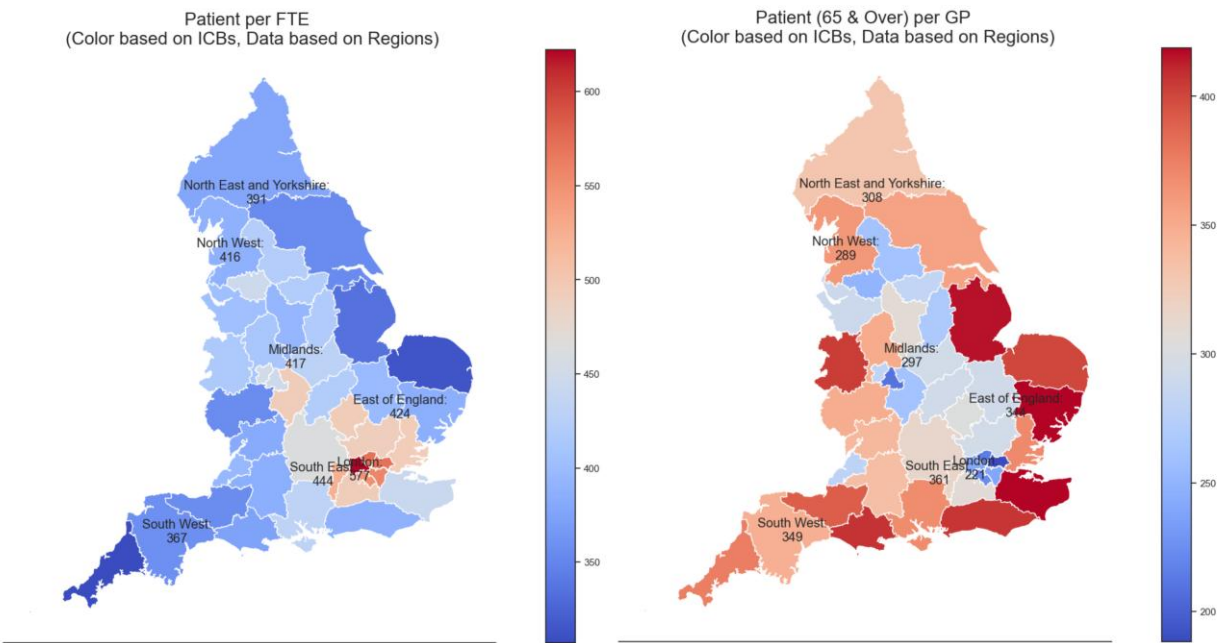 Patient per FTE
(Color based on ICBs, Data based on Regions)
600
550
500
450
400
350
North East and Yorkshire:
391
North West:
416
Midlands:
417
East of England:
424
London:
577
South East:
444
South West:
367
Patient (65 & Over) per GP
(Color based on ICBs, Data based on Regions)
400
350
300
250
200
North East and Yorkshire:
308
North West:
289
Midlands:
297
East of England:
344
London:
221
South East:
361
South West:
349